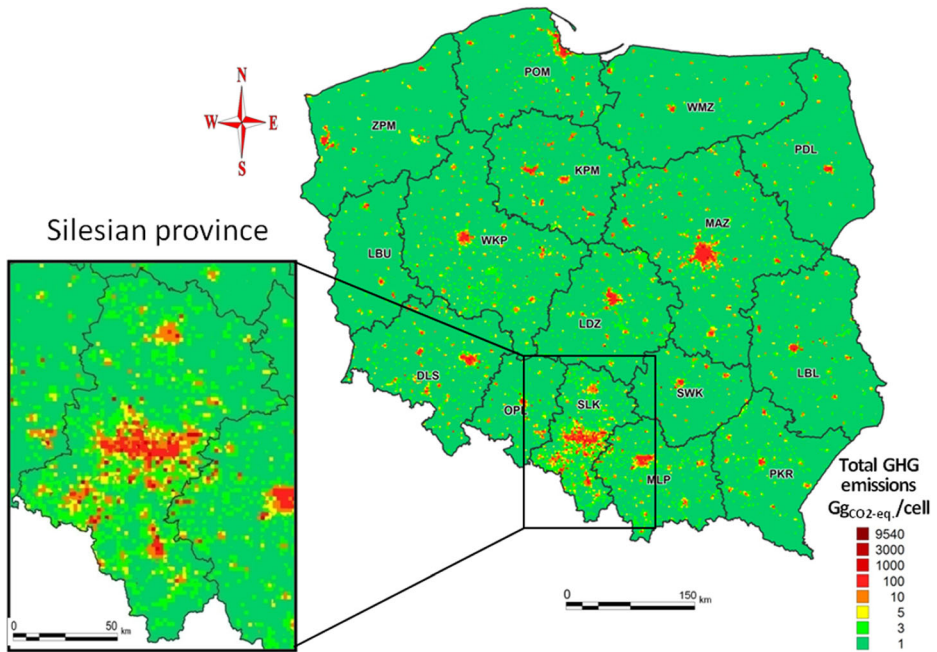 N
W E
S
POM
WMZ
ZPM
PDL
KPM
MAZ
WKP
LBU
Silesian province
LDZ
DLS
LBL
SWK
SLK
OPL
MLP
PKR
Total GHG
emissions
GgCO2-eq./cell
9540
3000
1000
100
10
5
3
1
0 150
km
0 50
km